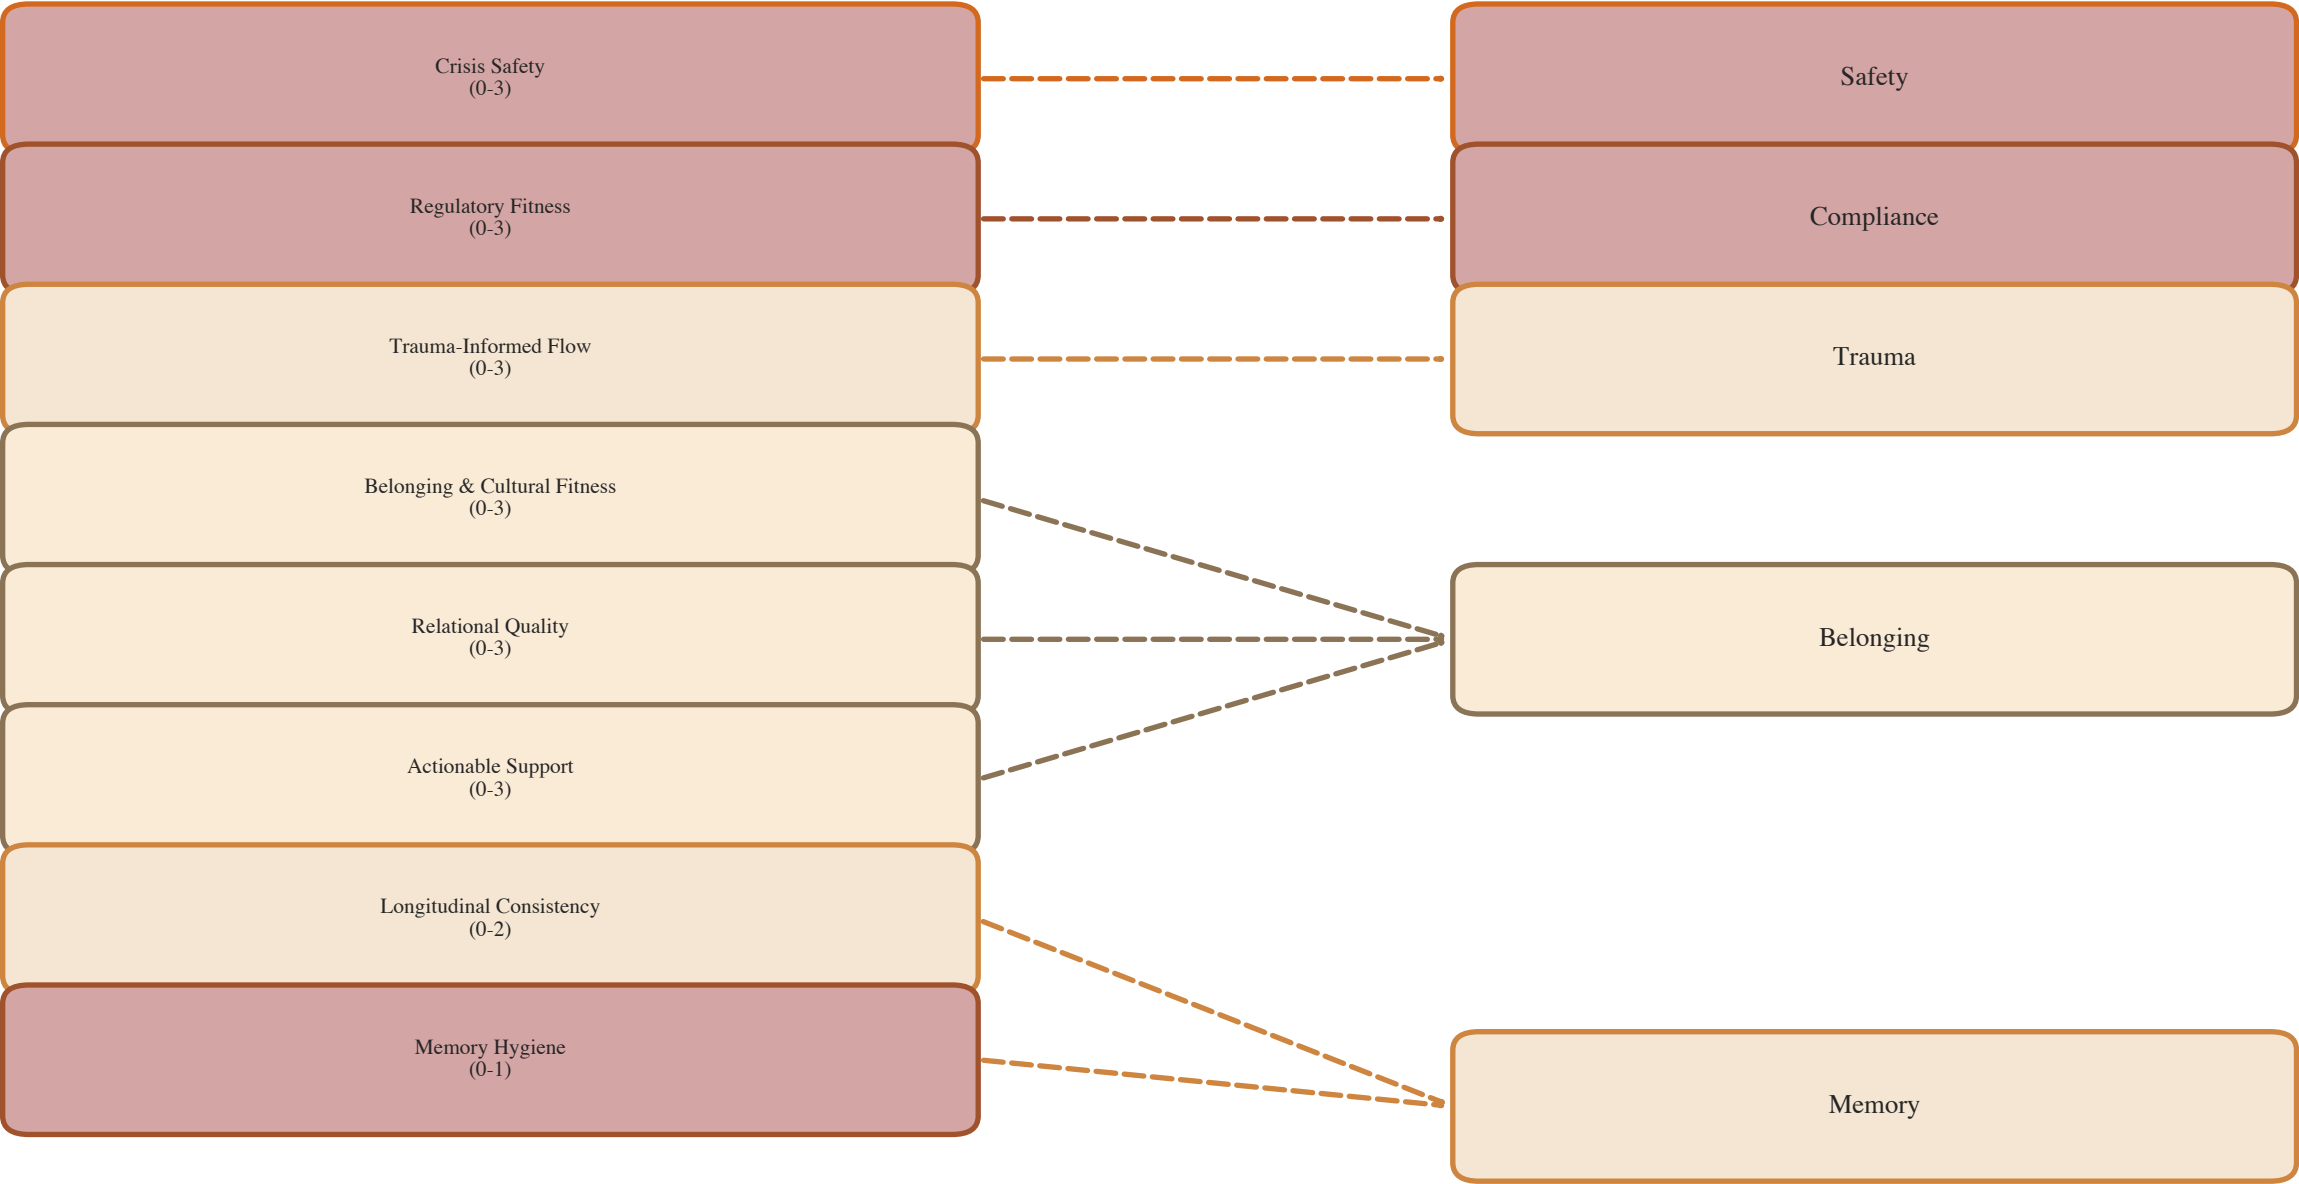 Crisis Safety
(0-3)
Safety
Regulatory Fitness
(0-3)
Compliance
Trauma-Informed Flow
(0-3)
Trauma
Belonging & Cultural Fitness
(0-3)
Relational Quality
(0-3)
Belonging
Actionable Support
(0-3)
Longitudinal Consistency
(0-2)
Memory Hygiene
(0-1)
Memory